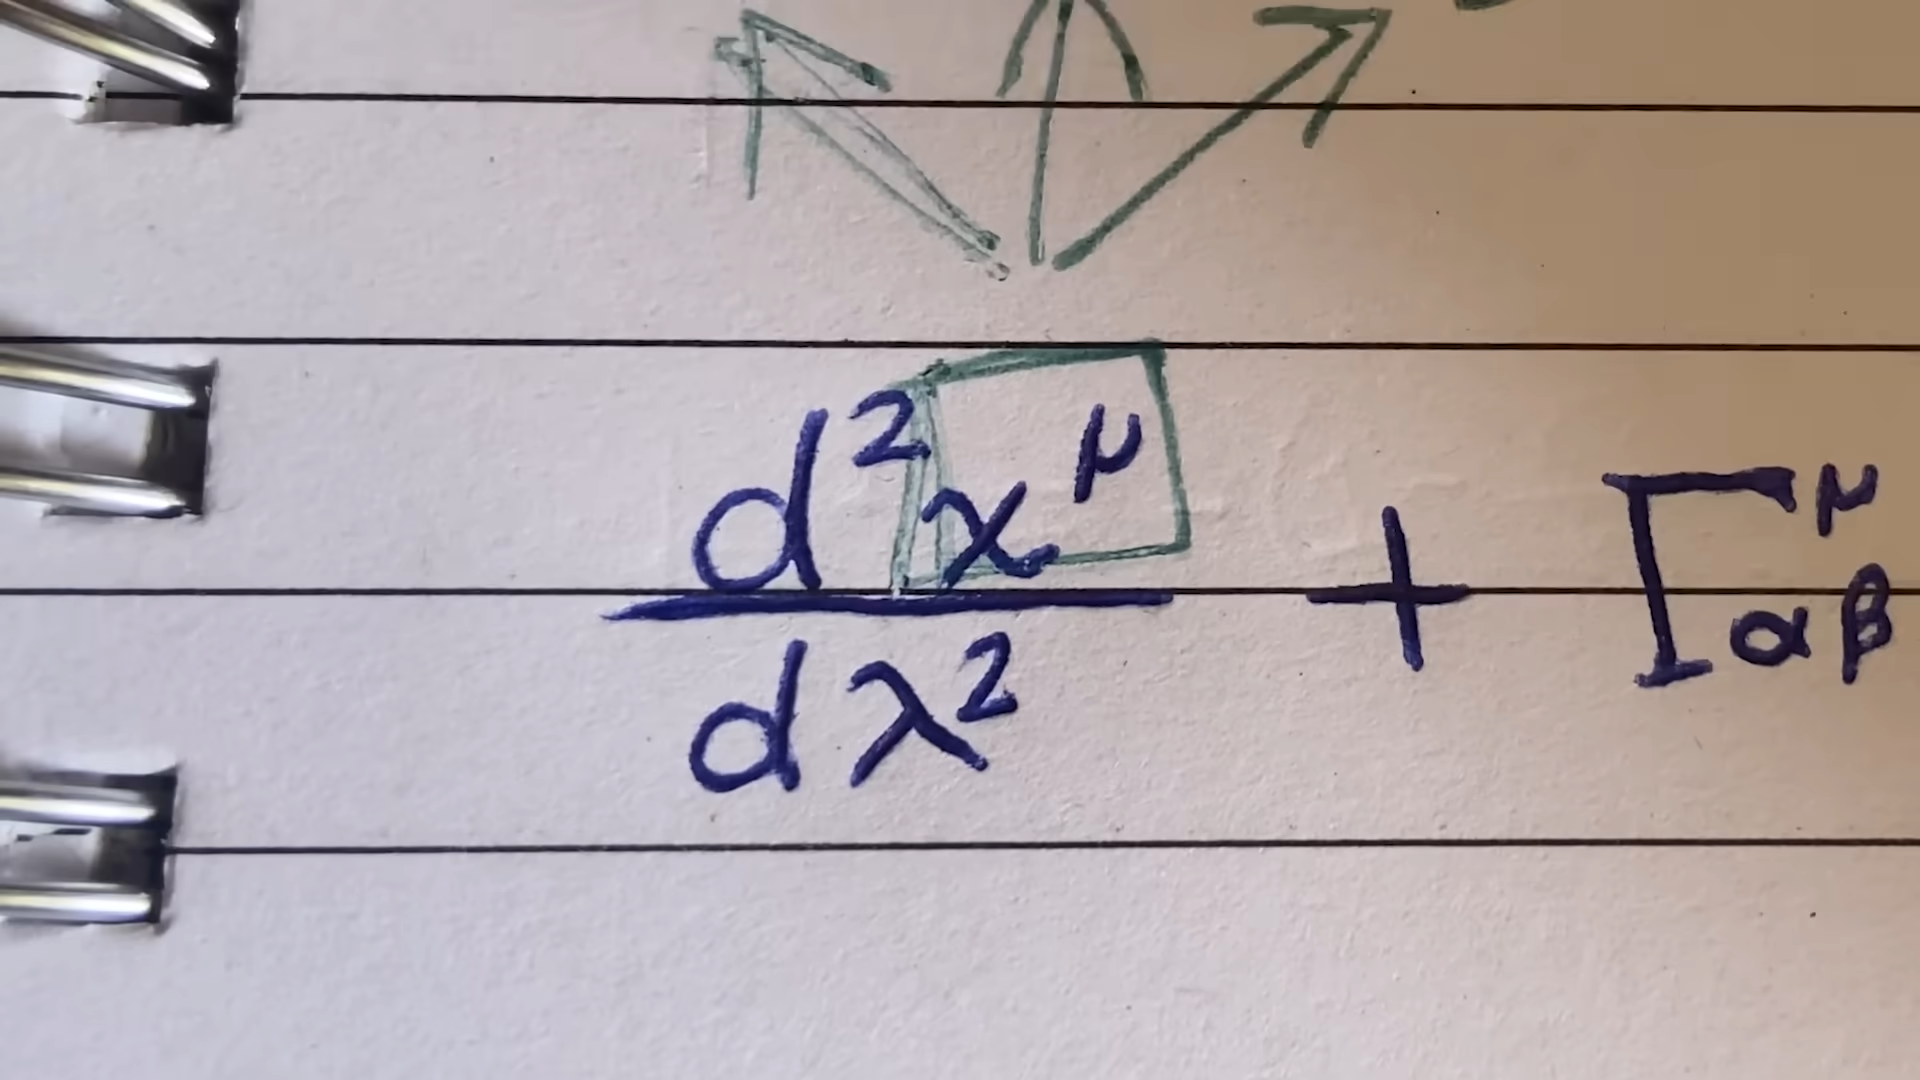 d²x^μ / dλ² + Γ^μ_αβ